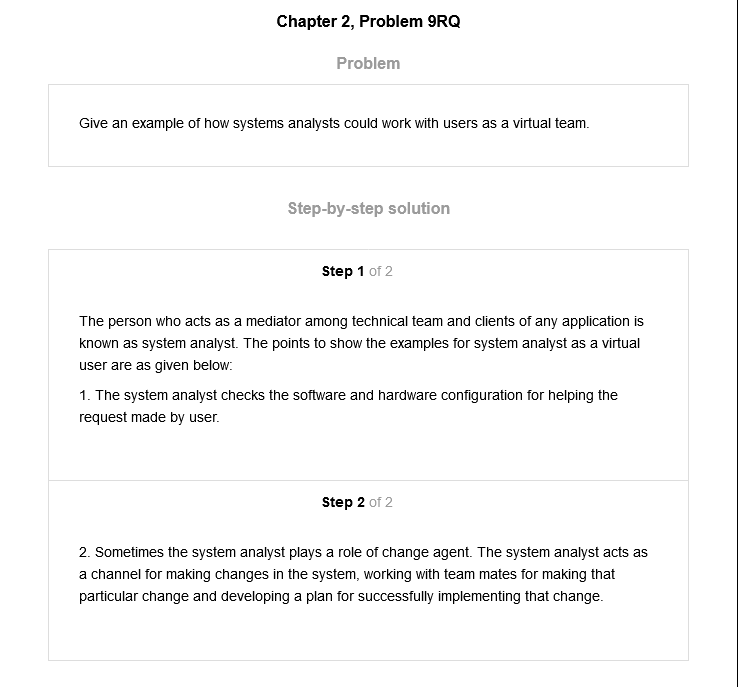 Chapter 2, Problem 9RQ
Problem
Give an example of how systems analysts could work with users as a virtual team.
Step-by-step solution
Step 1 of 2
The person who acts as a mediator among technical team and clients of any application is
known as system analyst. The points to show the examples for system analyst as a virtual
user are as given below:
1. The system analyst checks the software and hardware configuration for helping the
request made by user.
Step 2 of 2
2. Sometimes the system analyst plays a role of change agent. The system analyst acts as
a channel for making changes in the system, working with team mates for making that
particular change and developing a plan for successfully implementing that change.